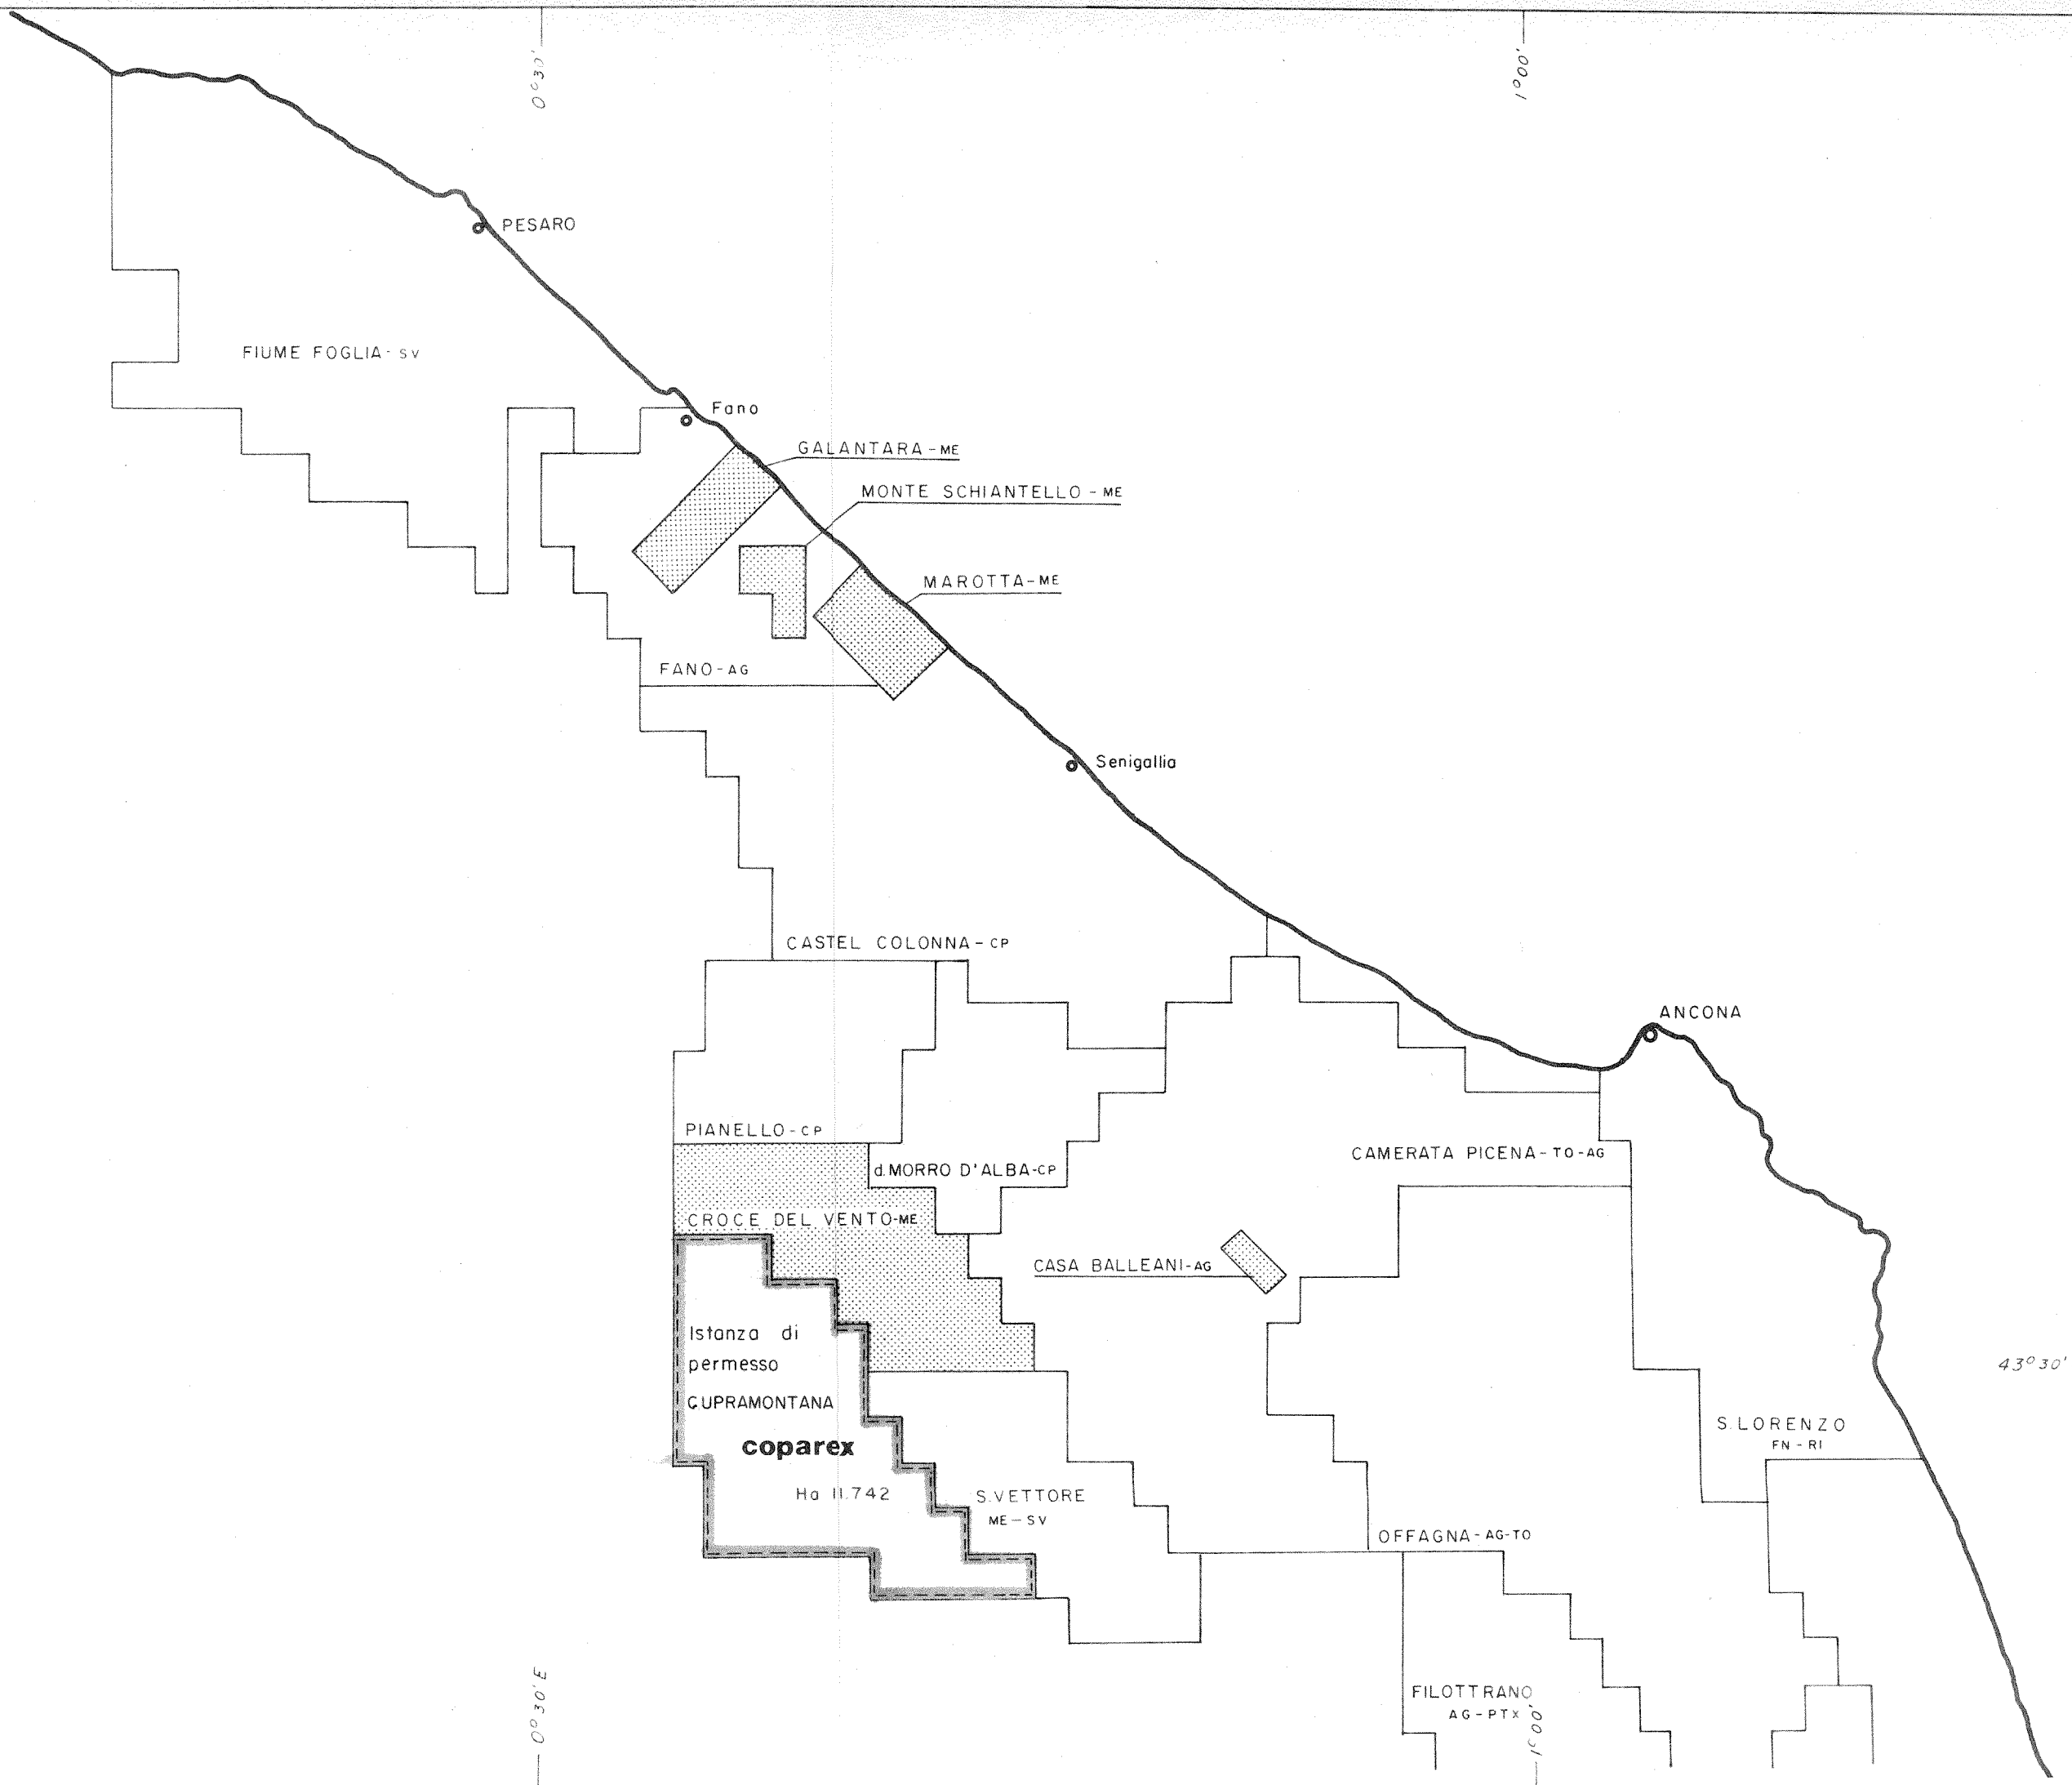 0°30'
1°00'
PESARO
FIUME FOGLIA - SV
Fano
GALANTARA - ME
MONTE SCHIANTELLO - ME
MAROTTA - ME
FANO - AG
Senigallia
CASTEL COLONNA - CP
ANCONA
PIANELLO - CP
CAMERATA PICENA - TO - AG
d. MORRO D'ALBA - CP
CROCE DEL VENTO - ME
CASA BALLEANI - AG
Istanza di
permesso
CUPRAMONTANA
coparex
Ha 11.742
43°30'
S. LORENZO
FN - RI
S. VETTORE
ME - SV
OFFAGNA - AG - TO
FILOTTRANO
AG - PTX
0°30' E
1°00'